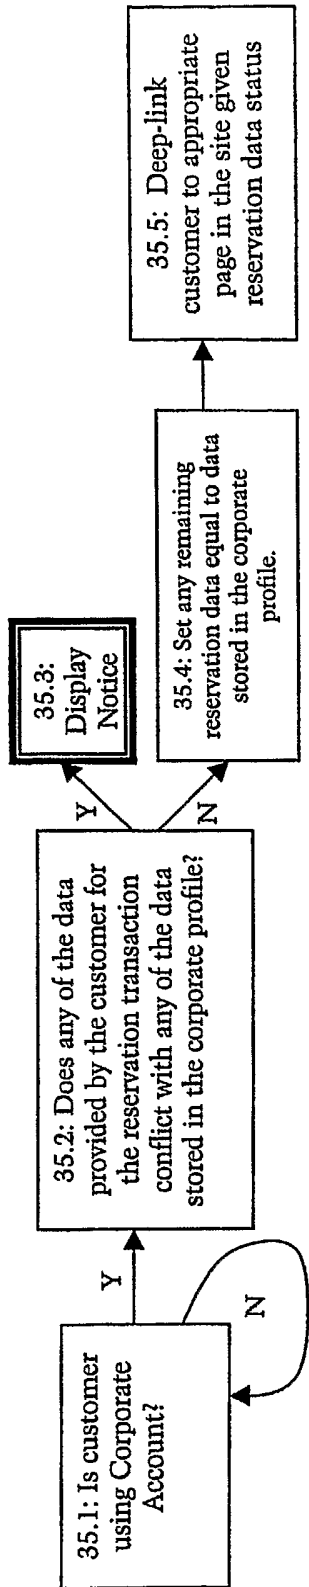 35.1: Is customer
using Corporate
Account?
Y
N
35.2: Does any of the data
provided by the customer for
the reservation transaction
conflict with any of the data
stored in the corporate profile?
Y
N
35.3:
Display
Notice
35.4: Set any remaining
reservation data equal to data
stored in the corporate
profile.
35.5: Deep-link
customer to appropriate
page in the site given
reservation data status